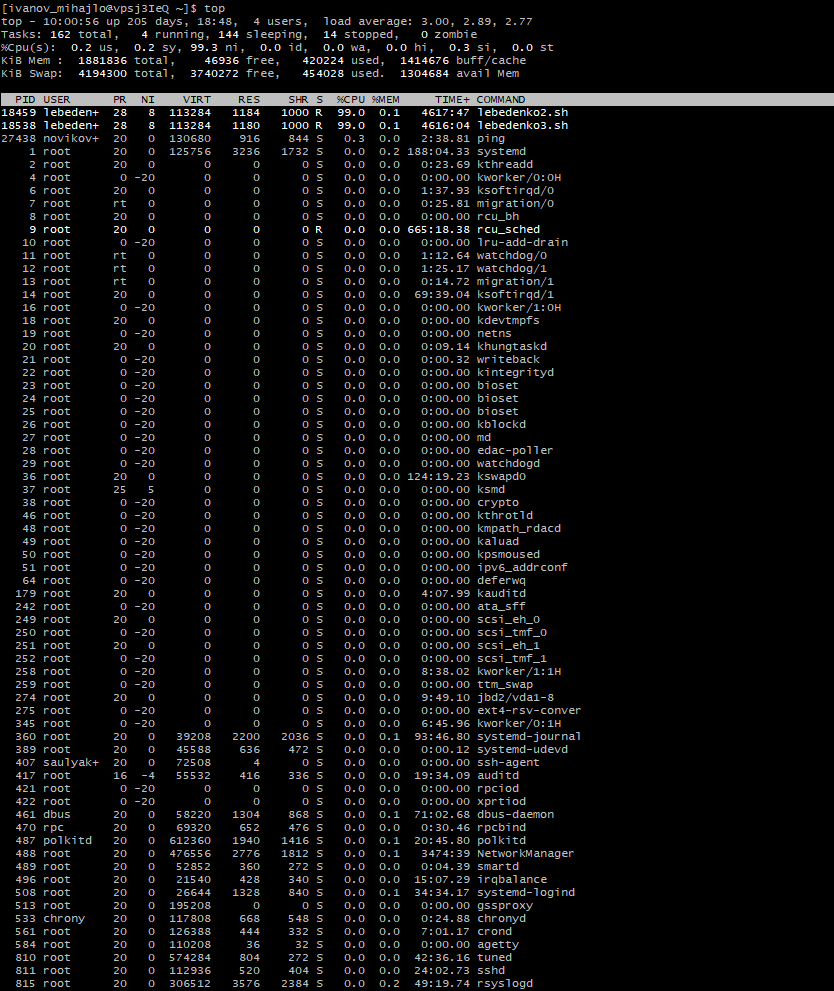 [ivanov_mihajlo@vpsj3IeQ ~]$ top
top - 10:00:56 up 205 days, 18:48,  4 users,  load average: 3.00, 2.89, 2.77
Tasks: 162 total,   4 running, 144 sleeping,  14 stopped,   0 zombie
%Cpu(s):  0.2 us,  0.2 sy, 99.3 ni,  0.0 id,  0.0 wa,  0.0 hi,  0.3 si,  0.0 st
KiB Mem :  1881836 total,    46936 free,   420224 used,  1414676 buff/cache
KiB Swap:  4194300 total,  3740272 free,   454028 used.  1304684 avail Mem
PID USER      PR  NI    VIRT    RES    SHR S  %CPU %MEM     TIME+ COMMAND
18459 lebeden+  28   8  113284   1184   1000 R  99.0  0.1   4617:47 lebedenko2.sh
18538 lebeden+  28   8  113284   1180   1000 R  99.0  0.1   4616:04 lebedenko3.sh
27438 novikov+  20   0  130680    916    844 S   0.3  0.0   2:38.81 ping
1 root      20   0  125756   3236   1732 S   0.0  0.2 188:04.33 systemd
2 root      20   0       0      0      0 S   0.0  0.0   0:23.69 kthreadd
4 root       0 -20       0      0      0 S   0.0  0.0   0:00.00 kworker/0:0H
6 root      20   0       0      0      0 S   0.0  0.0   1:37.93 ksoftirqd/0
7 root      rt   0       0      0      0 S   0.0  0.0   0:25.81 migration/0
8 root      20   0       0      0      0 S   0.0  0.0   0:00.00 rcu_bh
9 root      20   0       0      0      0 R   0.0  0.0 665:18.38 rcu_sched
10 root       0 -20       0      0      0 S   0.0  0.0   0:00.00 lru-add-drain
11 root      rt   0       0      0      0 S   0.0  0.0   1:12.64 watchdog/0
12 root      rt   0       0      0      0 S   0.0  0.0   1:25.17 watchdog/1
13 root      rt   0       0      0      0 S   0.0  0.0   0:14.72 migration/1
14 root      20   0       0      0      0 S   0.0  0.0  69:39.04 ksoftirqd/1
16 root       0 -20       0      0      0 S   0.0  0.0   0:00.00 kworker/1:0H
18 root      20   0       0      0      0 S   0.0  0.0   0:00.00 kdevtmpfs
19 root       0 -20       0      0      0 S   0.0  0.0   0:00.00 netns
20 root      20   0       0      0      0 S   0.0  0.0   0:09.14 khungtaskd
21 root       0 -20       0      0      0 S   0.0  0.0   0:00.32 writeback
22 root       0 -20       0      0      0 S   0.0  0.0   0:00.00 kintegrityd
23 root       0 -20       0      0      0 S   0.0  0.0   0:00.00 bioset
24 root       0 -20       0      0      0 S   0.0  0.0   0:00.00 bioset
25 root       0 -20       0      0      0 S   0.0  0.0   0:00.00 bioset
26 root       0 -20       0      0      0 S   0.0  0.0   0:00.00 kblockd
27 root       0 -20       0      0      0 S   0.0  0.0   0:00.00 md
28 root       0 -20       0      0      0 S   0.0  0.0   0:00.00 edac-poller
29 root       0 -20       0      0      0 S   0.0  0.0   0:00.00 watchdogd
36 root      20   0       0      0      0 S   0.0  0.0 124:19.23 kswapd0
37 root      25   5       0      0      0 S   0.0  0.0   0:00.00 ksmd
38 root       0 -20       0      0      0 S   0.0  0.0   0:00.00 crypto
46 root       0 -20       0      0      0 S   0.0  0.0   0:00.00 kthrotld
48 root       0 -20       0      0      0 S   0.0  0.0   0:00.00 kmpath_rdacd
49 root       0 -20       0      0      0 S   0.0  0.0   0:00.00 kaluad
50 root       0 -20       0      0      0 S   0.0  0.0   0:00.00 kpsmoused
51 root       0 -20       0      0      0 S   0.0  0.0   0:00.00 ipv6_addrconf
64 root       0 -20       0      0      0 S   0.0  0.0   0:00.00 deferwq
179 root      20   0       0      0      0 S   0.0  0.0   4:07.99 kauditd
242 root       0 -20       0      0      0 S   0.0  0.0   0:00.00 ata_sff
249 root      20   0       0      0      0 S   0.0  0.0   0:00.00 scsi_eh_0
250 root       0 -20       0      0      0 S   0.0  0.0   0:00.00 scsi_tmf_0
251 root      20   0       0      0      0 S   0.0  0.0   0:00.00 scsi_eh_1
252 root       0 -20       0      0      0 S   0.0  0.0   0:00.00 scsi_tmf_1
258 root       0 -20       0      0      0 S   0.0  0.0   8:38.02 kworker/1:1H
259 root       0 -20       0      0      0 S   0.0  0.0   0:00.00 ttm_swap
274 root      20   0       0      0      0 S   0.0  0.0   9:49.10 jbd2/vda1-8
275 root       0 -20       0      0      0 S   0.0  0.0   0:00.00 ext4-rsv-conver
345 root       0 -20       0      0      0 S   0.0  0.0   6:45.96 kworker/0:1H
360 root      20   0   39208   2200   2036 S   0.0  0.1  93:46.80 systemd-journal
389 root      20   0   45588    636    472 S   0.0  0.0   0:00.12 systemd-udevd
407 saulyak+  20   0   72508      4      0 S   0.0  0.0   0:00.00 ssh-agent
417 root      16  -4   55532    416    336 S   0.0  0.0  19:34.09 auditd
421 root       0 -20       0      0      0 S   0.0  0.0   0:00.00 rpciod
422 root       0 -20       0      0      0 S   0.0  0.0   0:00.00 xprtiod
461 dbus      20   0   58220   1304    868 S   0.0  0.1  71:02.68 dbus-daemon
470 rpc       20   0   69320    652    476 S   0.0  0.0   0:30.46 rpcbind
487 polkitd   20   0  612360   1940   1416 S   0.0  0.1  20:45.80 polkitd
488 root      20   0  476556   2776   1812 S   0.0  0.1   3474:39 NetworkManager
489 root      20   0   52852    360    272 S   0.0  0.0   0:04.39 smartd
496 root      20   0   21540    428    340 S   0.0  0.0  15:07.29 irqbalance
508 root      20   0   26644   1328    840 S   0.0  0.1  34:34.17 systemd-logind
513 root      20   0  195208      0      0 S   0.0  0.0   0:00.00 gssproxy
533 chrony    20   0  117808    668    548 S   0.0  0.0   0:24.88 chronyd
561 root      20   0  126388    444    332 S   0.0  0.0   7:01.17 crond
584 root      20   0  110208     36     32 S   0.0  0.0   0:00.00 agetty
810 root      20   0  574284    804    272 S   0.0  0.0  42:36.16 tuned
811 root      20   0  112936    520    404 S   0.0  0.0  24:02.73 sshd
815 root      20   0  306512   3576   2384 S   0.0  0.2  49:19.74 rsyslogd